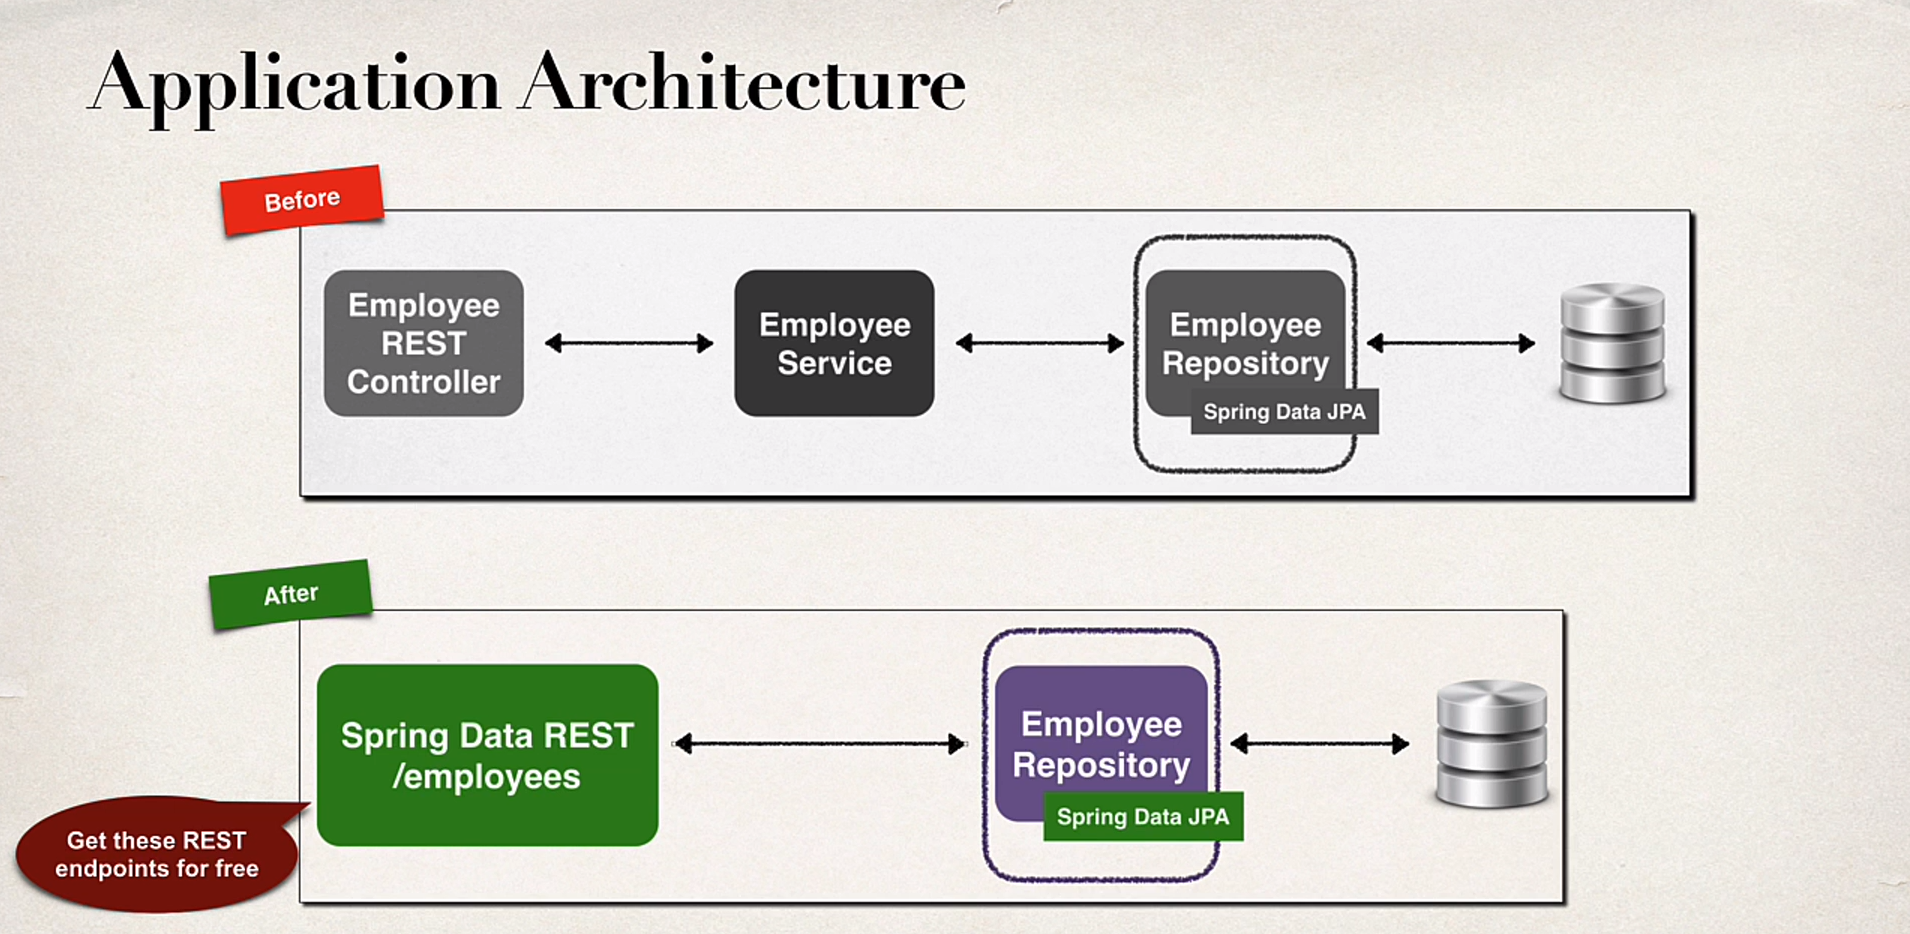 Application Architecture
Before
Employee
REST
Controller
Employee
Service
Employee
Repository
Spring Data JPA
After
Spring Data REST
/employees
Employee
Repository
Spring Data JPA
Get these REST
endpoints for free